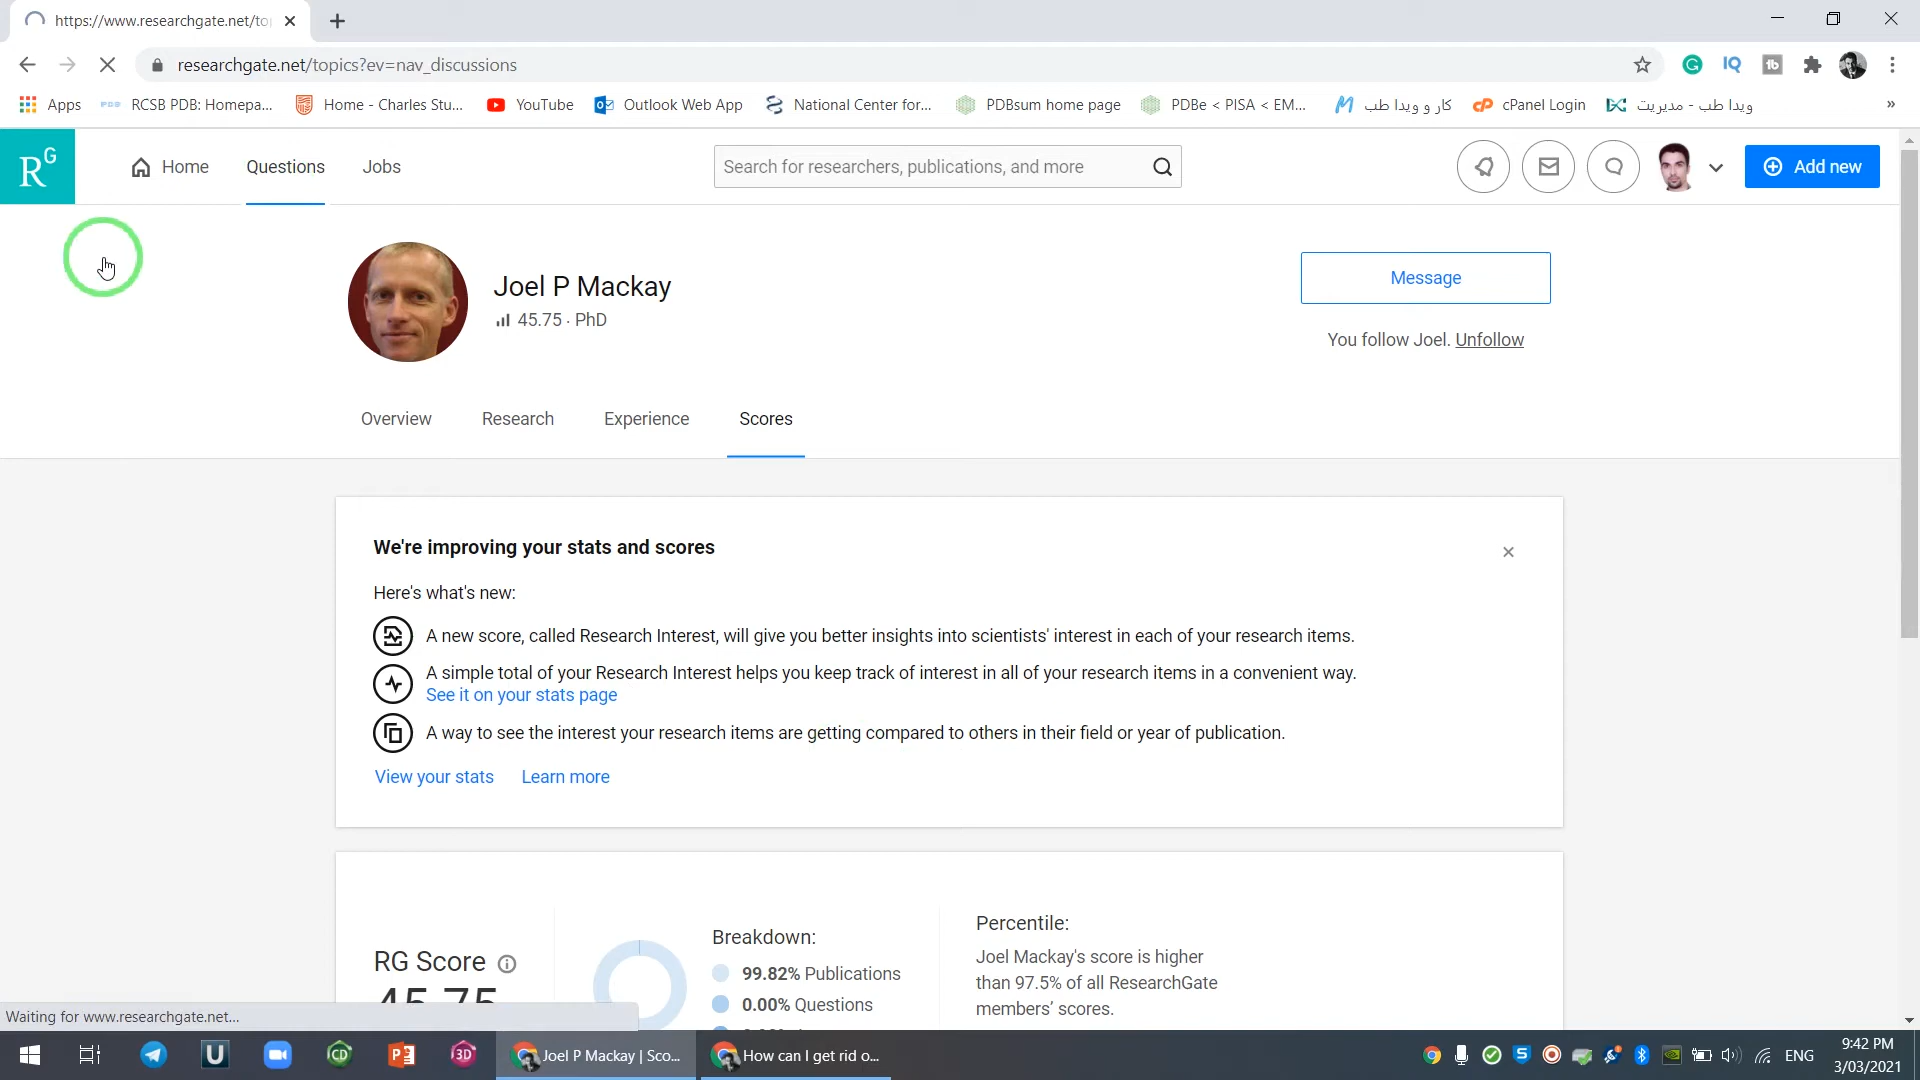 https://www.researchgate.net/to
researchgate.net/topics?ev=nav_discussions
Apps
RCSB PDB: Homepa...
Home - Charles Stu...
YouTube
Outlook Web App
National Center for...
PDBsum home page
PDBe < PISA < EM...
کار و ویدا طب
cPanel Login
ویدا طب - مدیریت
»
RG
Home
Questions
Jobs
Search for researchers, publications, and more
Add new
Joel P Mackay
45.75 · PhD
Message
You follow Joel. Unfollow
Overview
Research
Experience
Scores
We're improving your stats and scores
Here's what's new:
A new score, called Research Interest, will give you better insights into scientists' interest in each of your research items.
A simple total of your Research Interest helps you keep track of interest in all of your research items in a convenient way.
See it on your stats page
A way to see the interest your research items are getting compared to others in their field or year of publication.
View your stats
Learn more
RG Score
45.75
Breakdown:
99.82% Publications
0.00% Questions
Percentile:
Joel Mackay's score is higher
than 97.5% of all ResearchGate
members' scores.
Waiting for www.researchgate.net...
Joel P Mackay | Sco...
How can I get rid o...
ENG
9:42 PM
3/03/2021